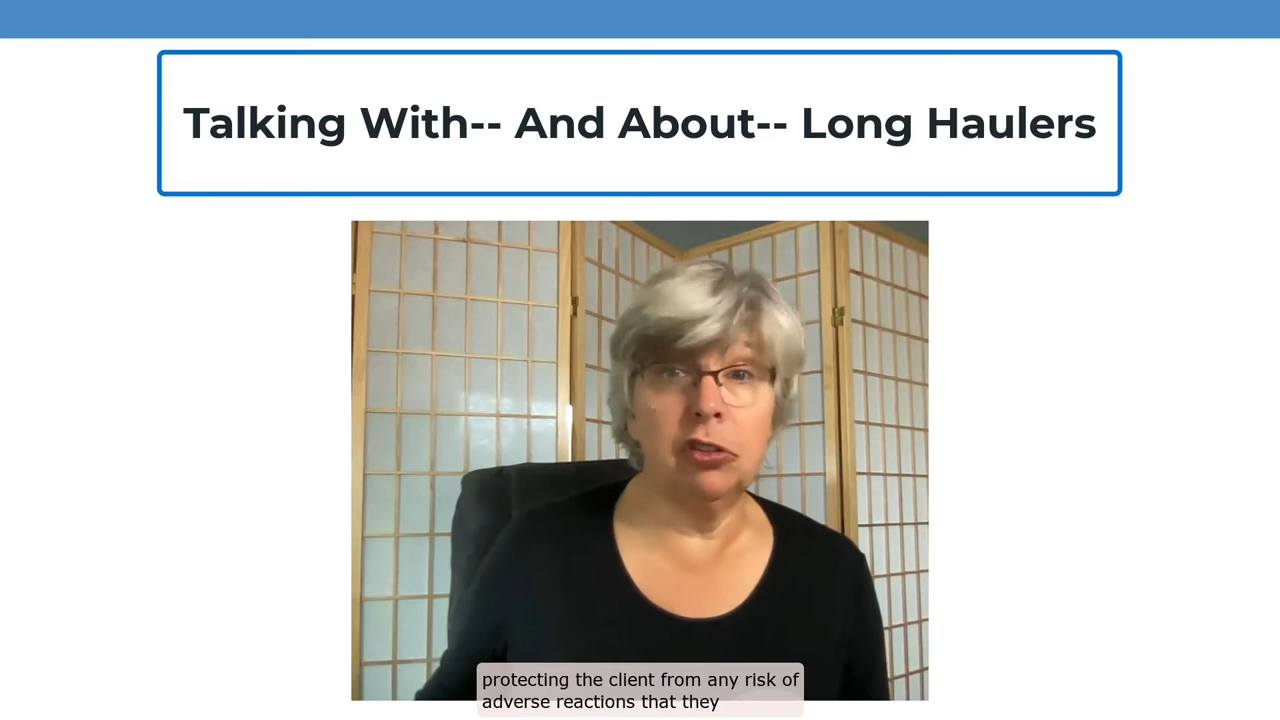 Talking With-- And About-- Long Haulers
protecting the client from any risk of
adverse reactions that they